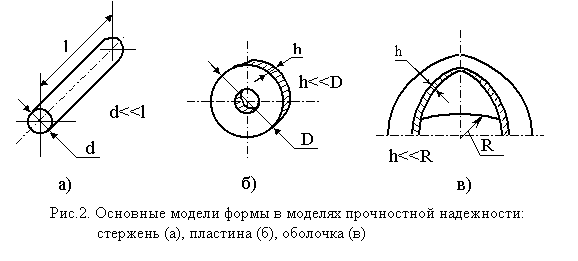 l
d<<l
d
а)
h
h<<D
D
б)
h
h<<R
R
в)
Рис.2. Основные модели формы в моделях прочностной надежности:
стержень (а), пластина (б), оболочка (в)